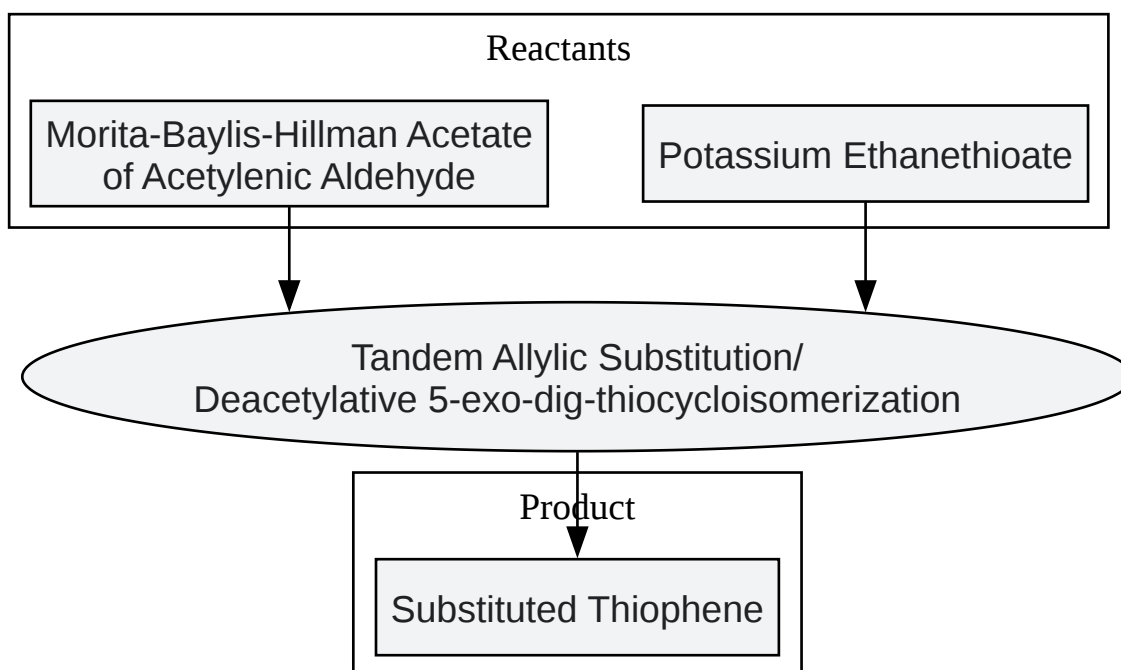 Reactants
Morita-Baylis-Hillman Acetate
of Acetylenic Aldehyde
Potassium Ethanethioate
Tandem Allylic Substitution/
Deacetylative 5-exo-dig-thiocycloisomerization
Product
Substituted Thiophene